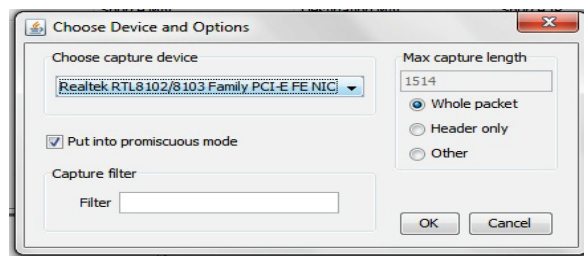 Choose Device and Options
Choose capture device
Realtek RTL8102/8103 Family PCI-E FE NIC
Put into promiscuous mode
Capture filter
Filter
Max capture length
1514
Whole packet
Header only
Other
OK
Cancel